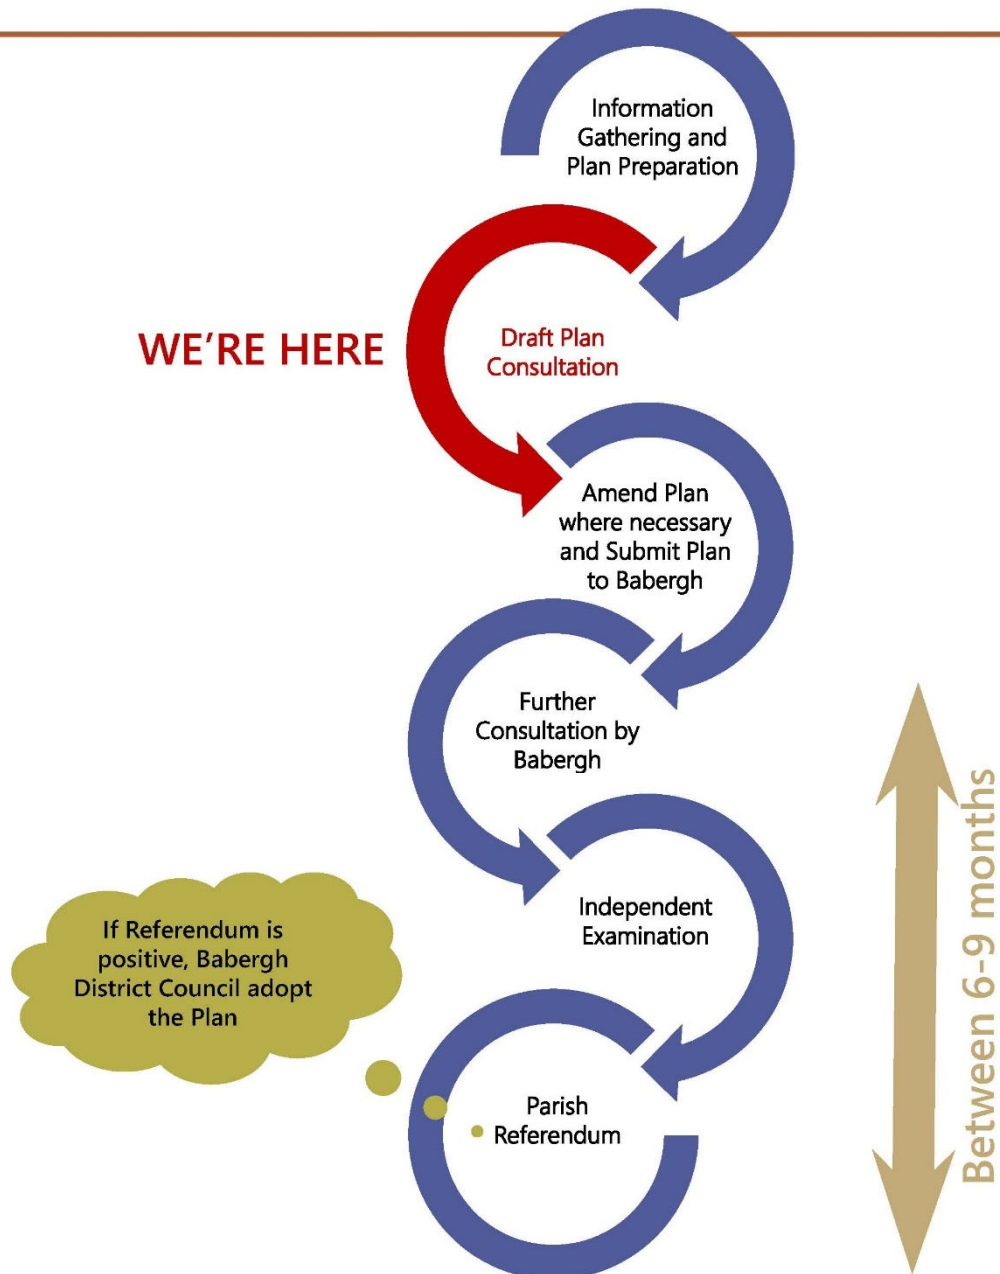 Information
Gathering and
Plan Preparation
WE'RE HERE
Draft Plan
Consultation
Amend Plan
where necessary
and Submit Plan
to Babergh
Further
Consultation by
Babergh
Independent
Examination
If Referendum is
positive, Babergh
District Council adopt
the Plan
Parish
Referendum
Between 6-9 months